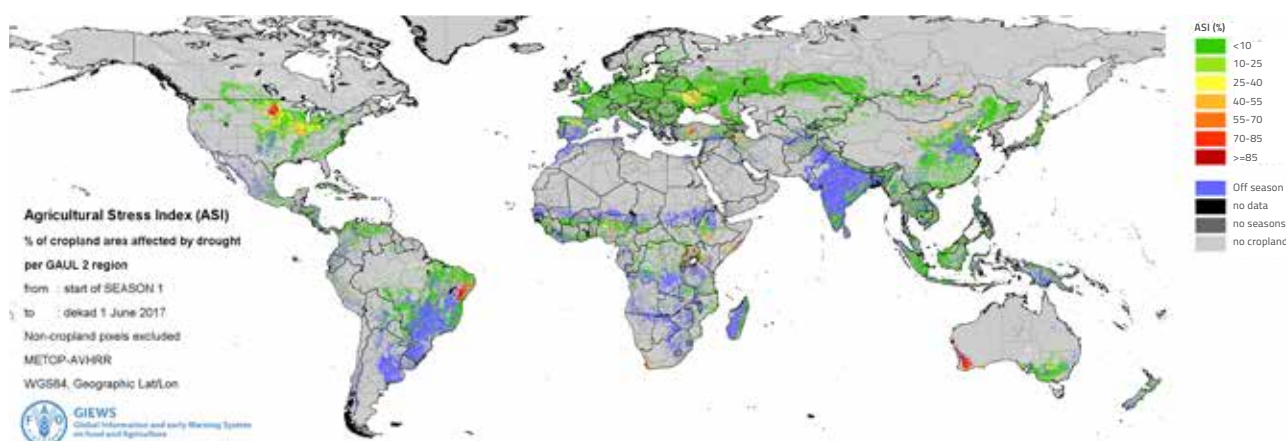 Agricultural Stress Index (ASI)
% of cropland area affected by drought
per GAUL 2 region
from : start of SEASON 1
to : dekad 1 June 2017
Non-cropland pixels excluded
METOP-AVHRR
WGS84, Geographic Lat/Lon
F A O
GIEWS
Global Information and early Warning System
on food and Agriculture
ASI (%)
<10
10-25
25-40
40-55
55-70
70-85
>=85
Off season
no data
no seasons
no cropland